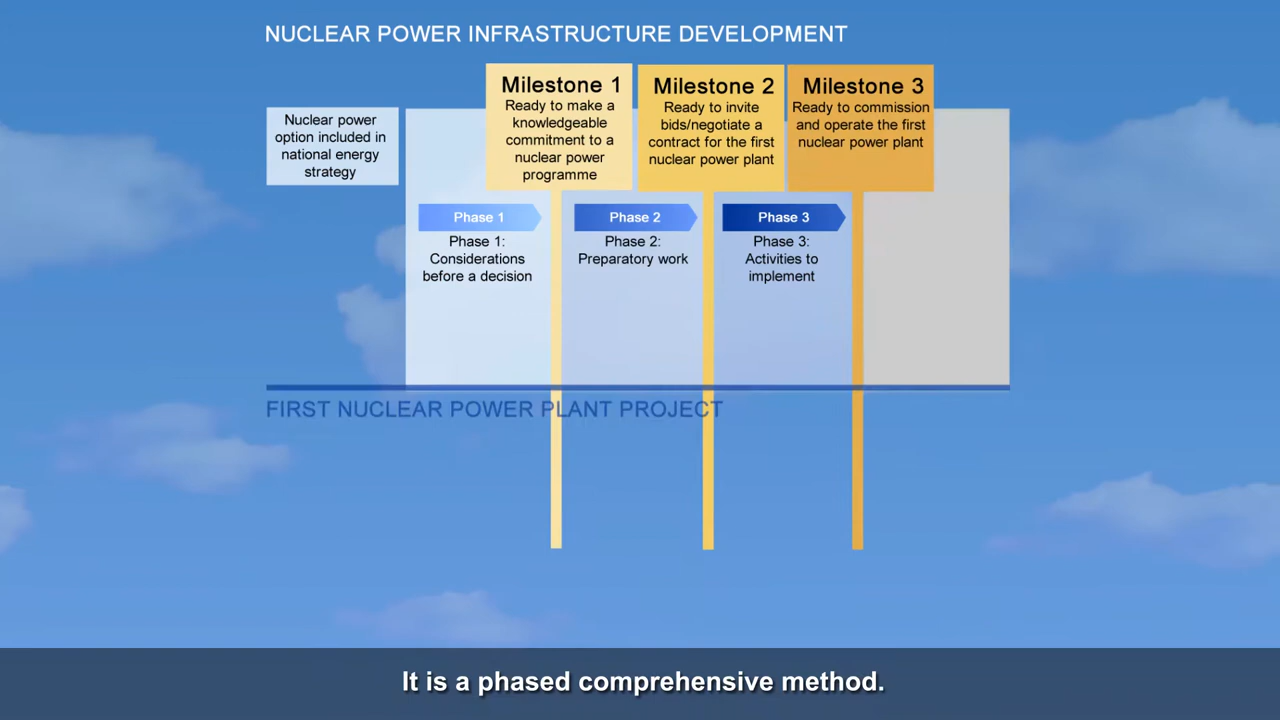 NUCLEAR POWER INFRASTRUCTURE DEVELOPMENT
Nuclear power
option included in
national energy
strategy
Milestone 1
Ready to make a
knowledgeable
commitment to a
nuclear power
programme
Milestone 2
Ready to invite
bids/negotiate a
contract for the first
nuclear power plant
Milestone 3
Ready to commission
and operate the first
nuclear power plant
Phase 1
Phase 1:
Considerations
before a decision
Phase 2
Phase 2:
Preparatory work
Phase 3
Phase 3:
Activities to
implement
FIRST NUCLEAR POWER PLANT PROJECT
It is a phased comprehensive method.